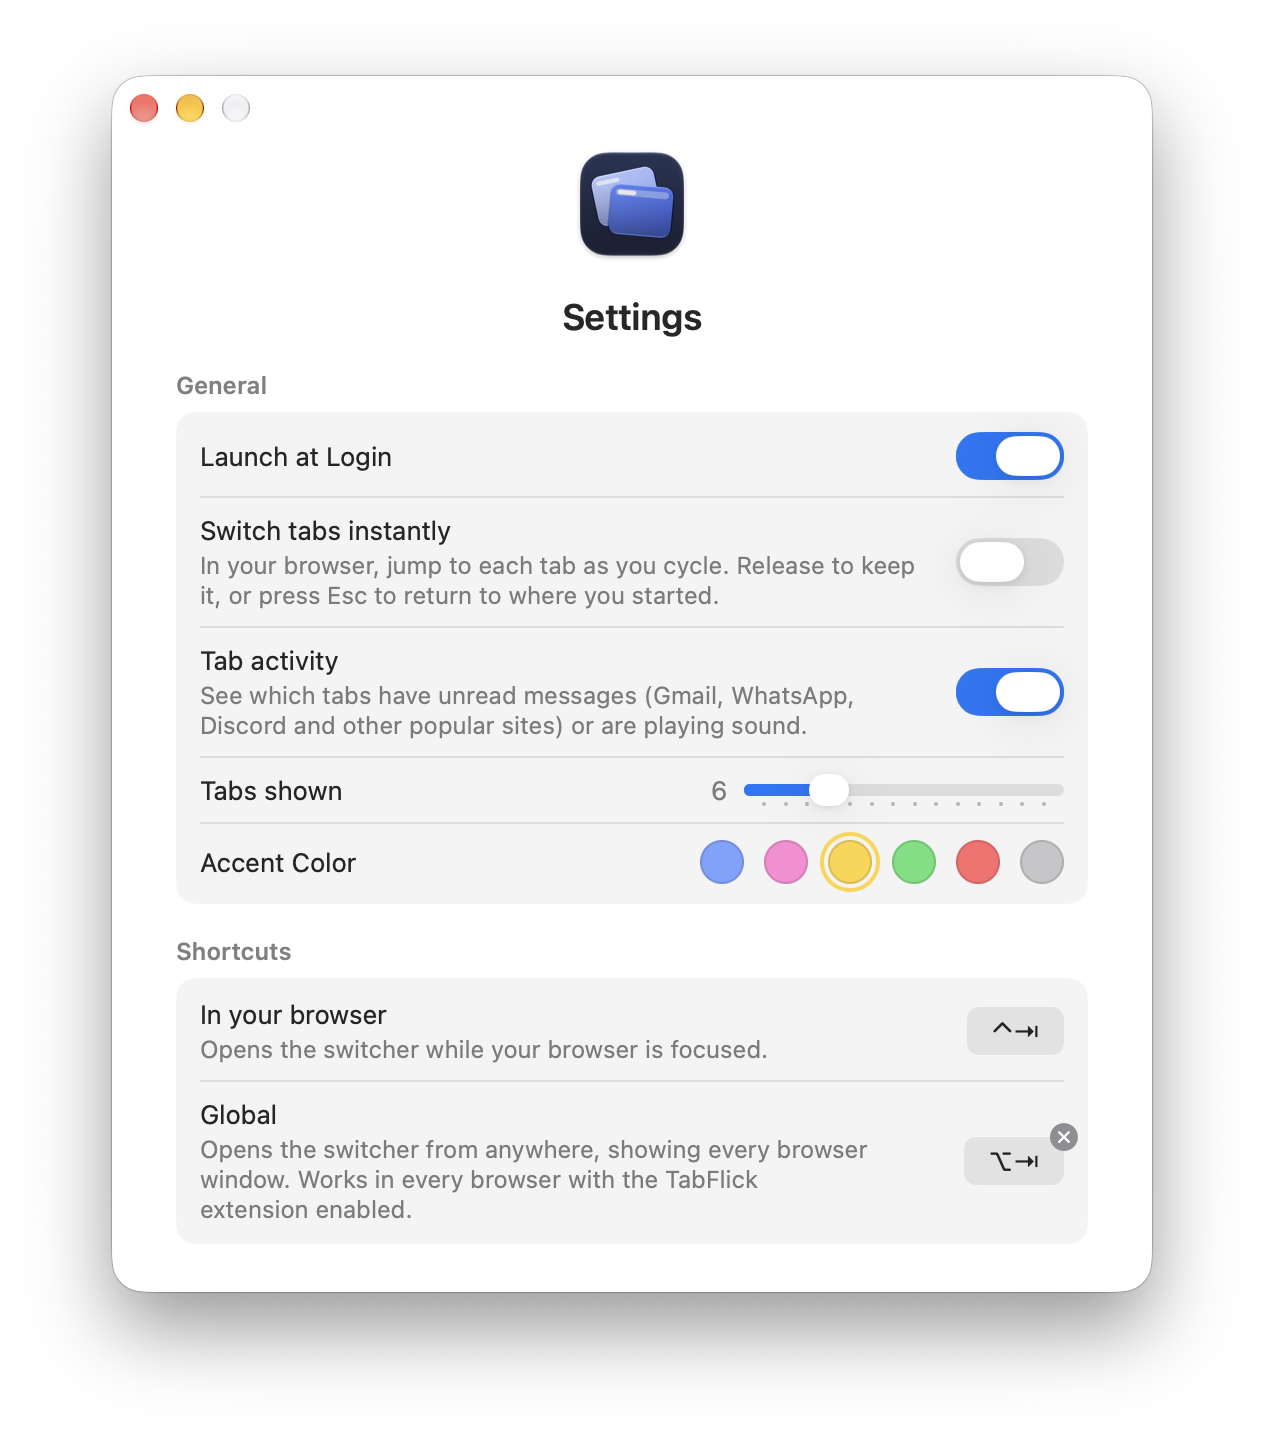 Settings
General
Launch at Login
Switch tabs instantly
In your browser, jump to each tab as you cycle. Release to keep
it, or press Esc to return to where you started.
Tab activity
See which tabs have unread messages (Gmail, WhatsApp,
Discord and other popular sites) or are playing sound.
Tabs shown 6
Accent Color
Shortcuts
In your browser
Opens the switcher while your browser is focused.
⌃⇥
Global
Opens the switcher from anywhere, showing every browser
window. Works in every browser with the TabFlick
extension enabled.
⌥⇥